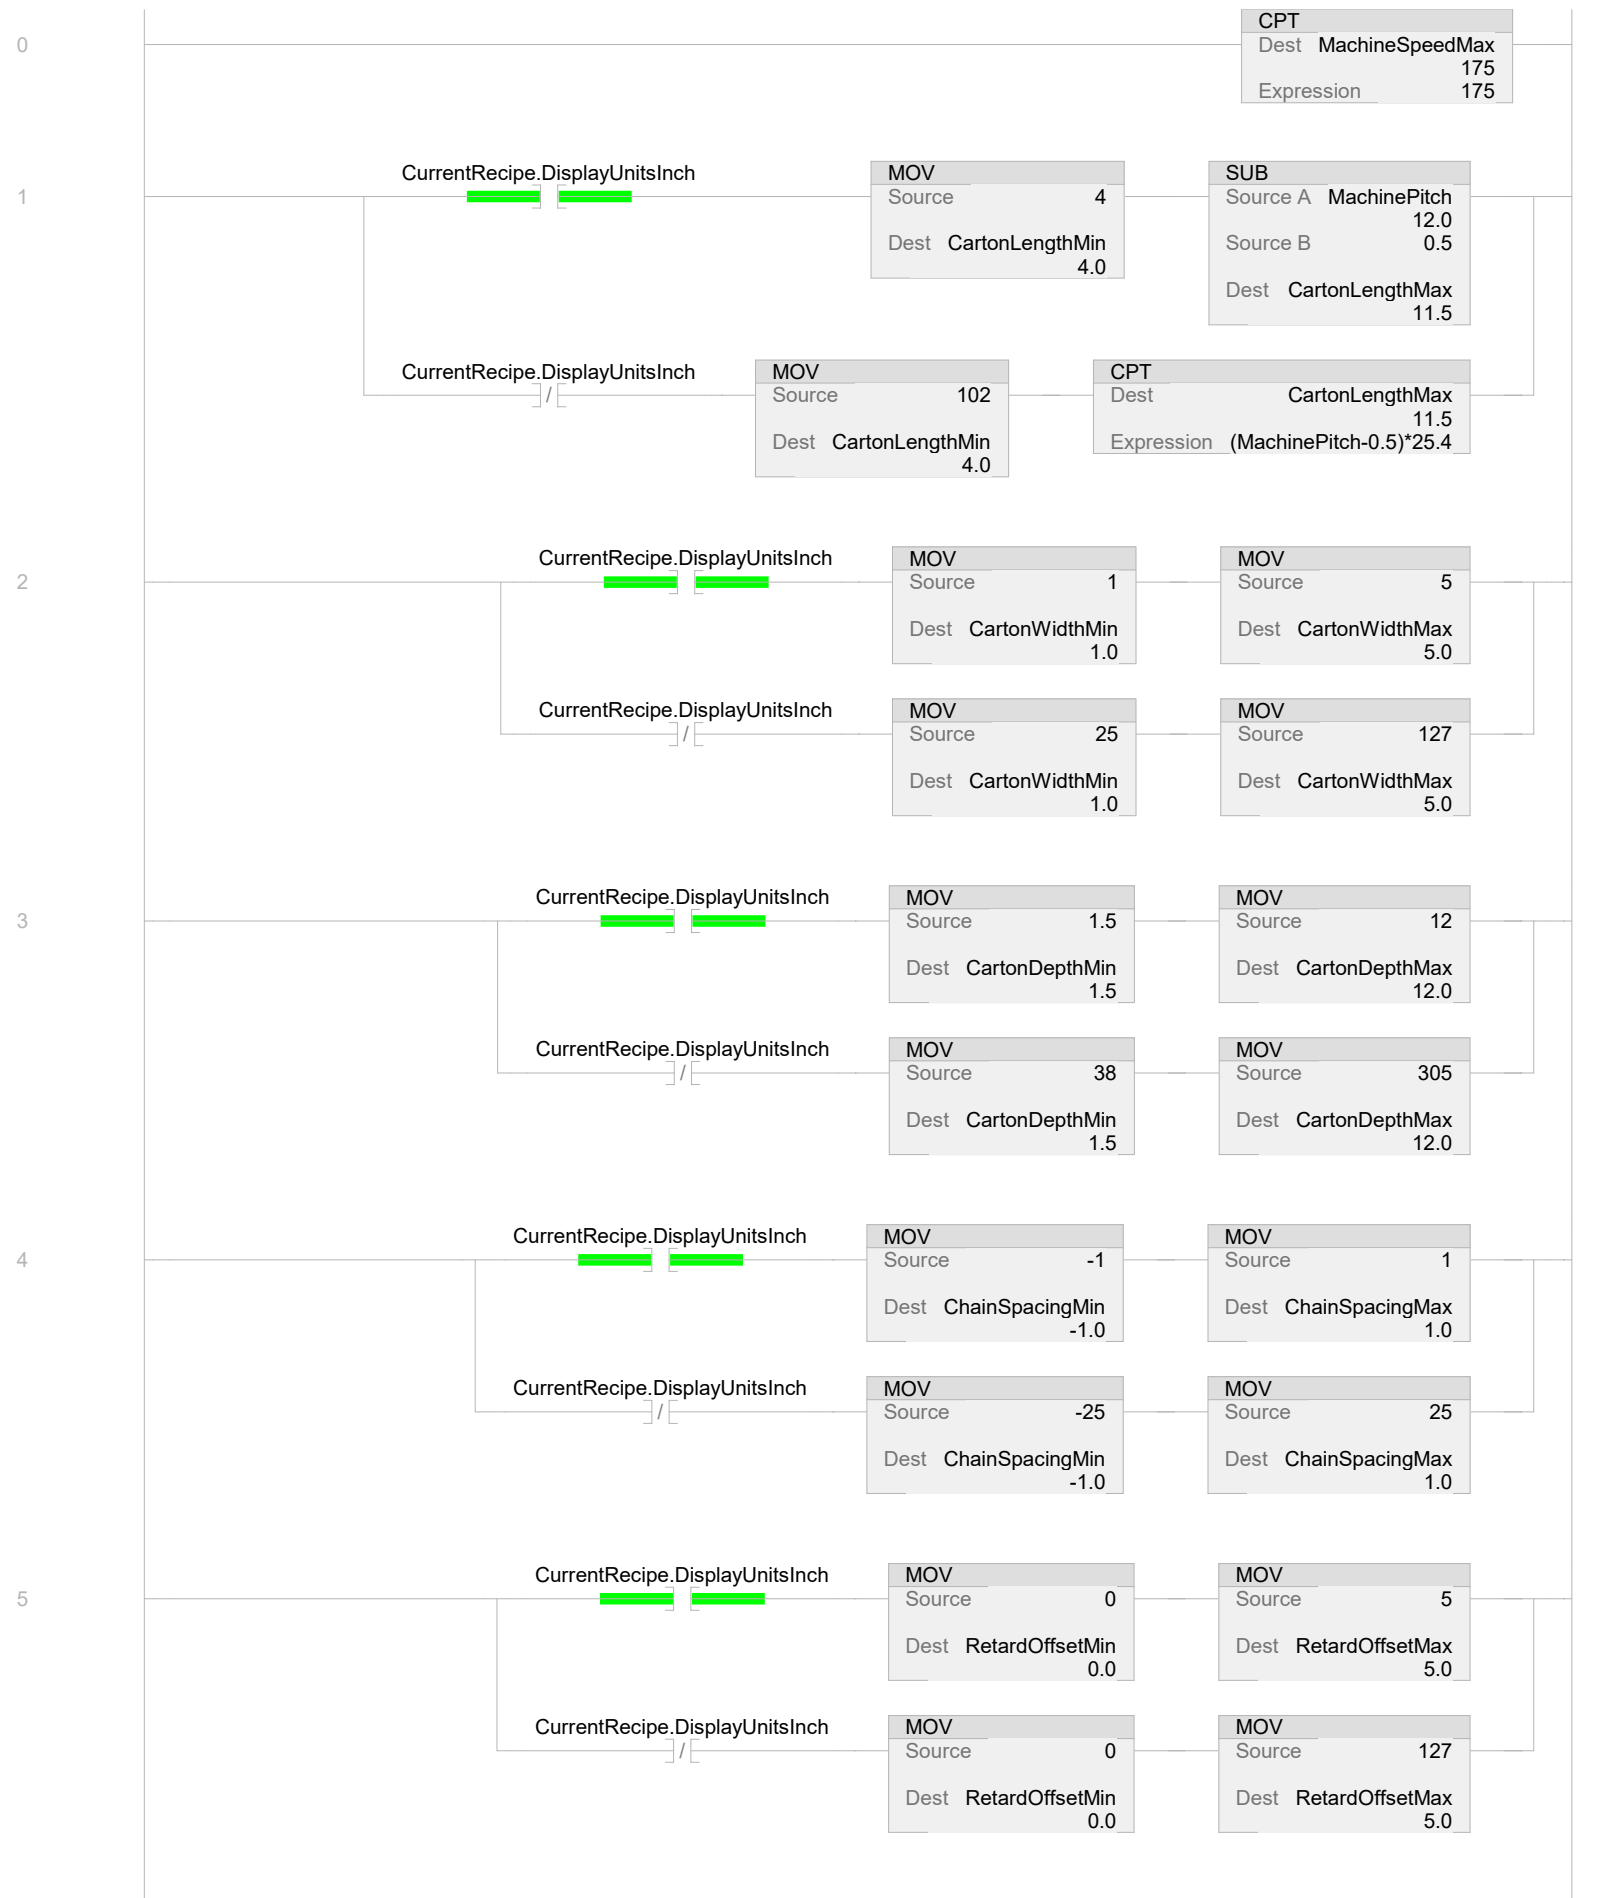 CPT
0
Dest MachineSpeedMax
175
Expression 175
CurrentRecipe.DisplayUnitsInch
MOV
SUB
1
Source 4
Source A MachinePitch
12.0
Dest CartonLengthMin
Source B 0.5
4.0
Dest CartonLengthMax
11.5
CurrentRecipe.DisplayUnitsInch
MOV
CPT
/
Source 102
Dest CartonLengthMax
11.5
Dest CartonLengthMin
Expression (MachinePitch-0.5)*25.4
4.0
CurrentRecipe.DisplayUnitsInch
MOV
MOV
2
Source 1
Source 5
Dest CartonWidthMin
Dest CartonWidthMax
1.0
5.0
CurrentRecipe.DisplayUnitsInch
MOV
MOV
/
Source 25
Source 127
Dest CartonWidthMin
Dest CartonWidthMax
1.0
5.0
CurrentRecipe.DisplayUnitsInch
MOV
MOV
3
Source 1.5
Source 12
Dest CartonDepthMin
Dest CartonDepthMax
1.5
12.0
CurrentRecipe.DisplayUnitsInch
MOV
MOV
/
Source 38
Source 305
Dest CartonDepthMin
Dest CartonDepthMax
1.5
12.0
CurrentRecipe.DisplayUnitsInch
MOV
MOV
4
Source -1
Source 1
Dest ChainSpacingMin
Dest ChainSpacingMax
-1.0
1.0
CurrentRecipe.DisplayUnitsInch
MOV
MOV
/
Source -25
Source 25
Dest ChainSpacingMin
Dest ChainSpacingMax
-1.0
1.0
CurrentRecipe.DisplayUnitsInch
MOV
MOV
5
Source 0
Source 5
Dest RetardOffsetMin
Dest RetardOffsetMax
0.0
5.0
CurrentRecipe.DisplayUnitsInch
MOV
MOV
/
Source 0
Source 127
Dest RetardOffsetMin
Dest RetardOffsetMax
0.0
5.0